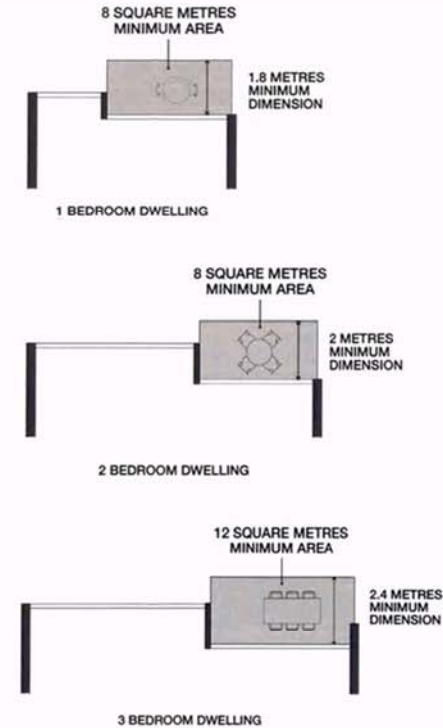 8 SQUARE METRES
MINIMUM AREA
1.8 METRES
MINIMUM
DIMENSION
1 BEDROOM DWELLING
8 SQUARE METRES
MINIMUM AREA
2 METRES
MINIMUM
DIMENSION
2 BEDROOM DWELLING
12 SQUARE METRES
MINIMUM AREA
2.4 METRES
MINIMUM
DIMENSION
3 BEDROOM DWELLING